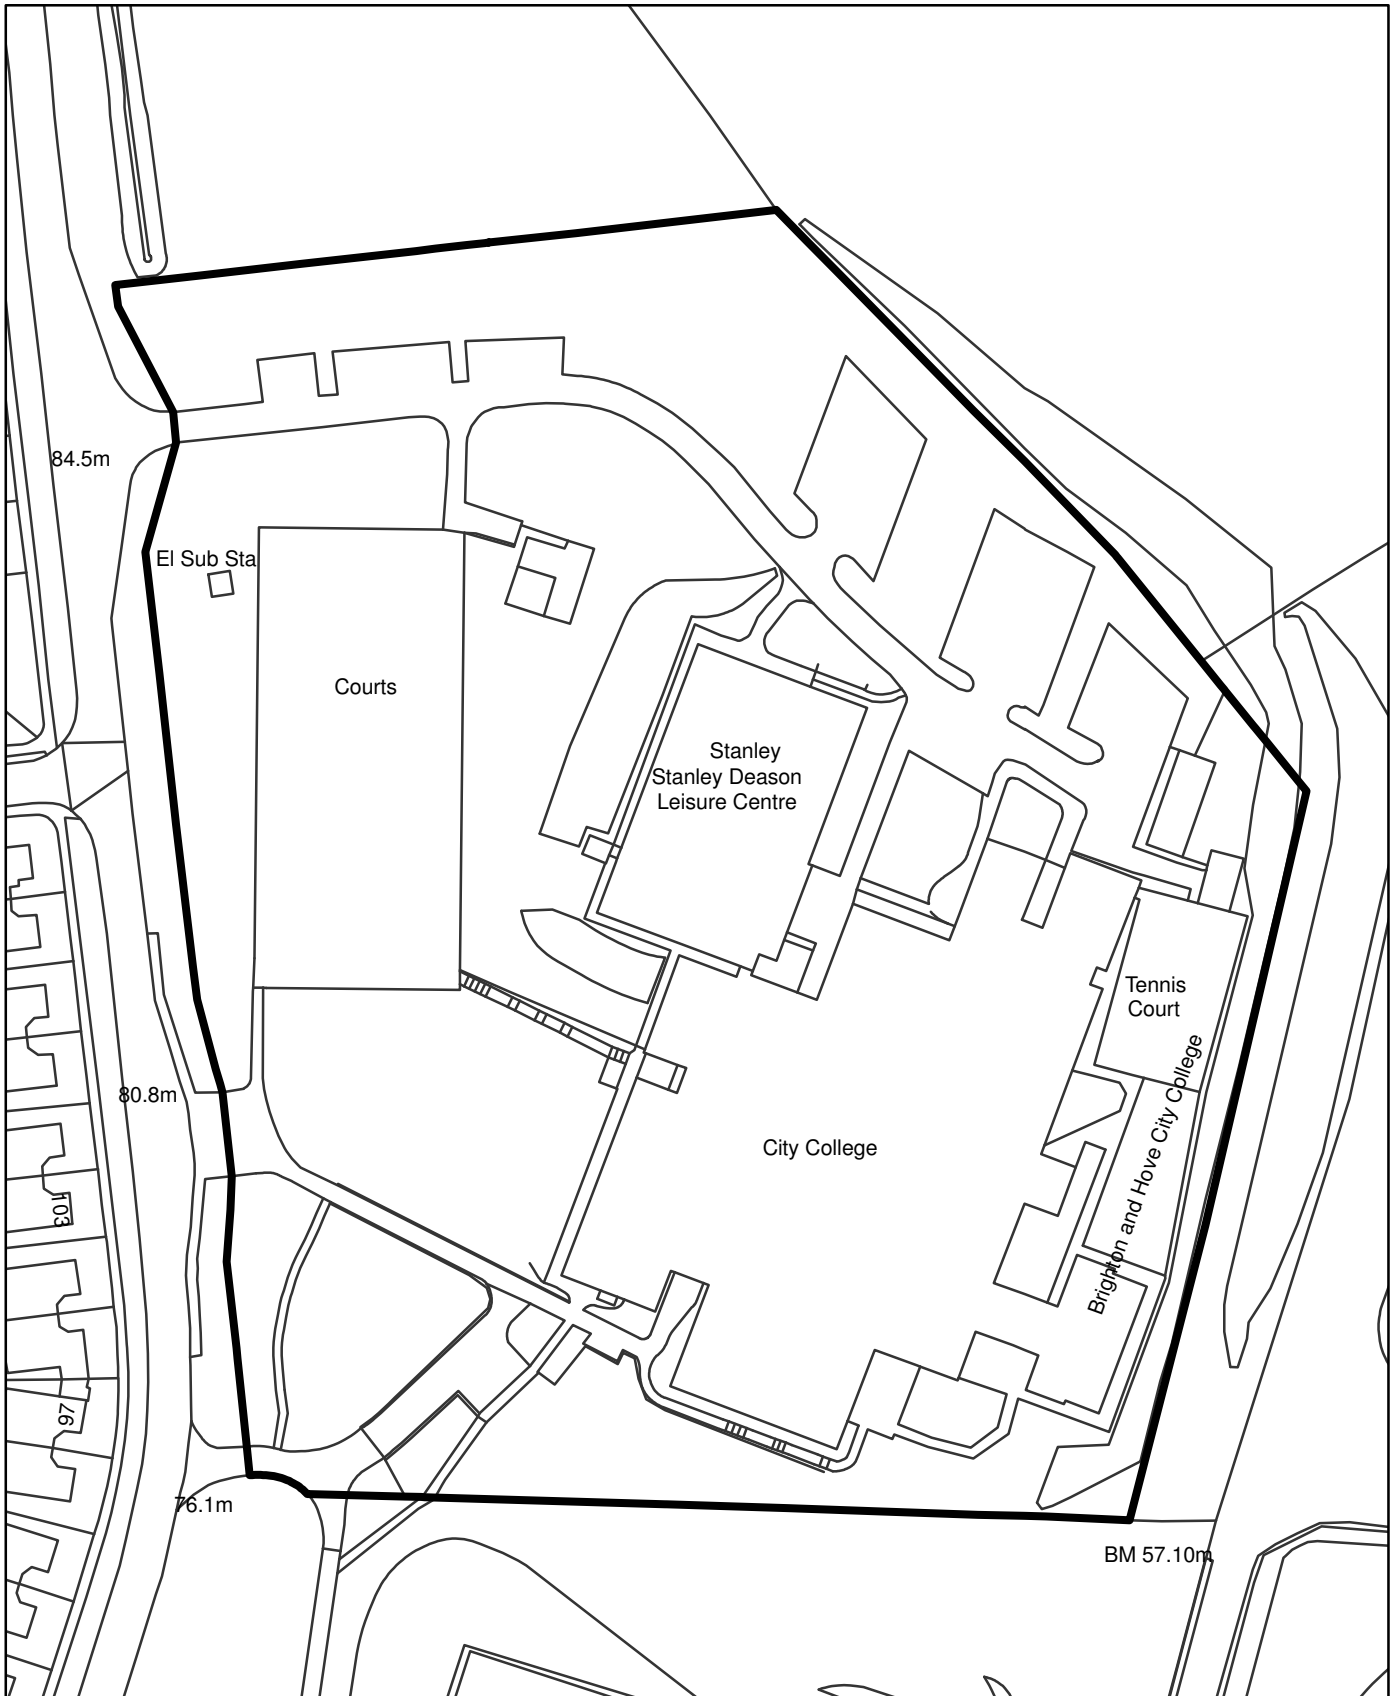 84.5m
El Sub Sta
Courts
Stanley
Stanley Deason
Leisure Centre
Tennis
Court
80.8m
City College
Brighton and Hove City College
103
97
76.1m
BM 57.10m